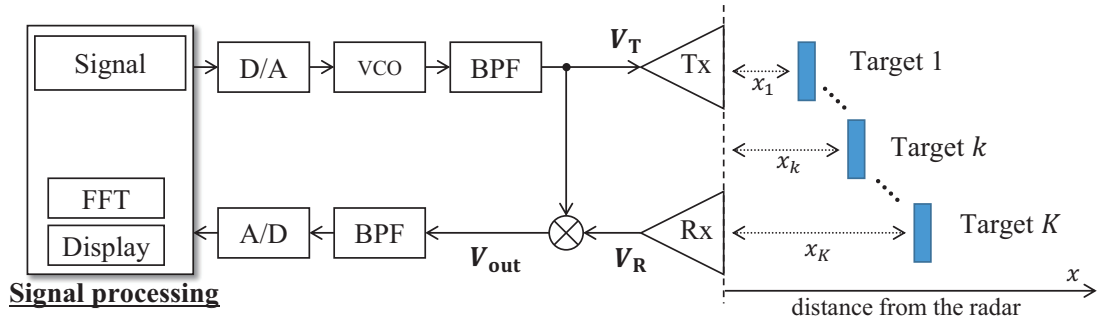 Signal
D/A
VCO
BPF
V_T
Tx
x_1
Target 1
x_k
Target k
FFT
Display
A/D
BPF
V_out
V_R
Rx
x_K
Target K
Signal processing
x
distance from the radar